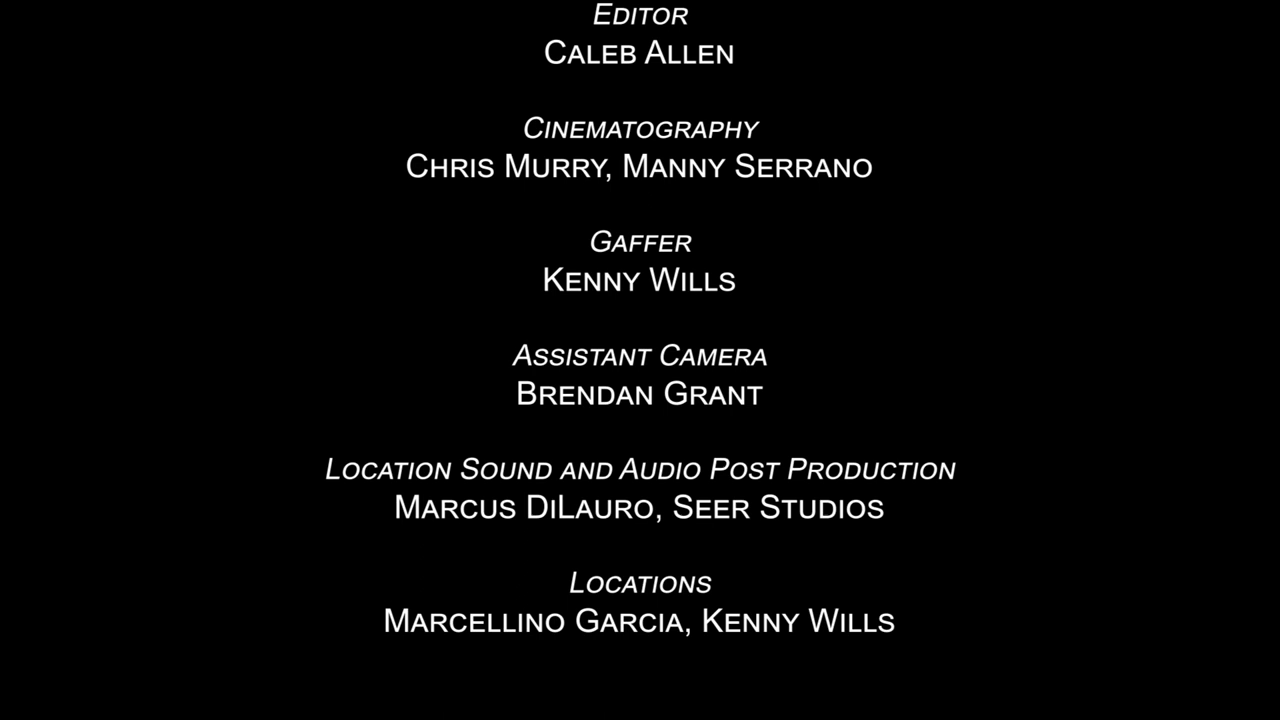 Editor
Caleb Allen
Cinematography
Chris Murry, Manny Serrano
Gaffer
Kenny Wills
Assistant Camera
Brendan Grant
Location Sound and Audio Post Production
Marcus DiLauro, Seer Studios
Locations
Marcellino Garcia, Kenny Wills